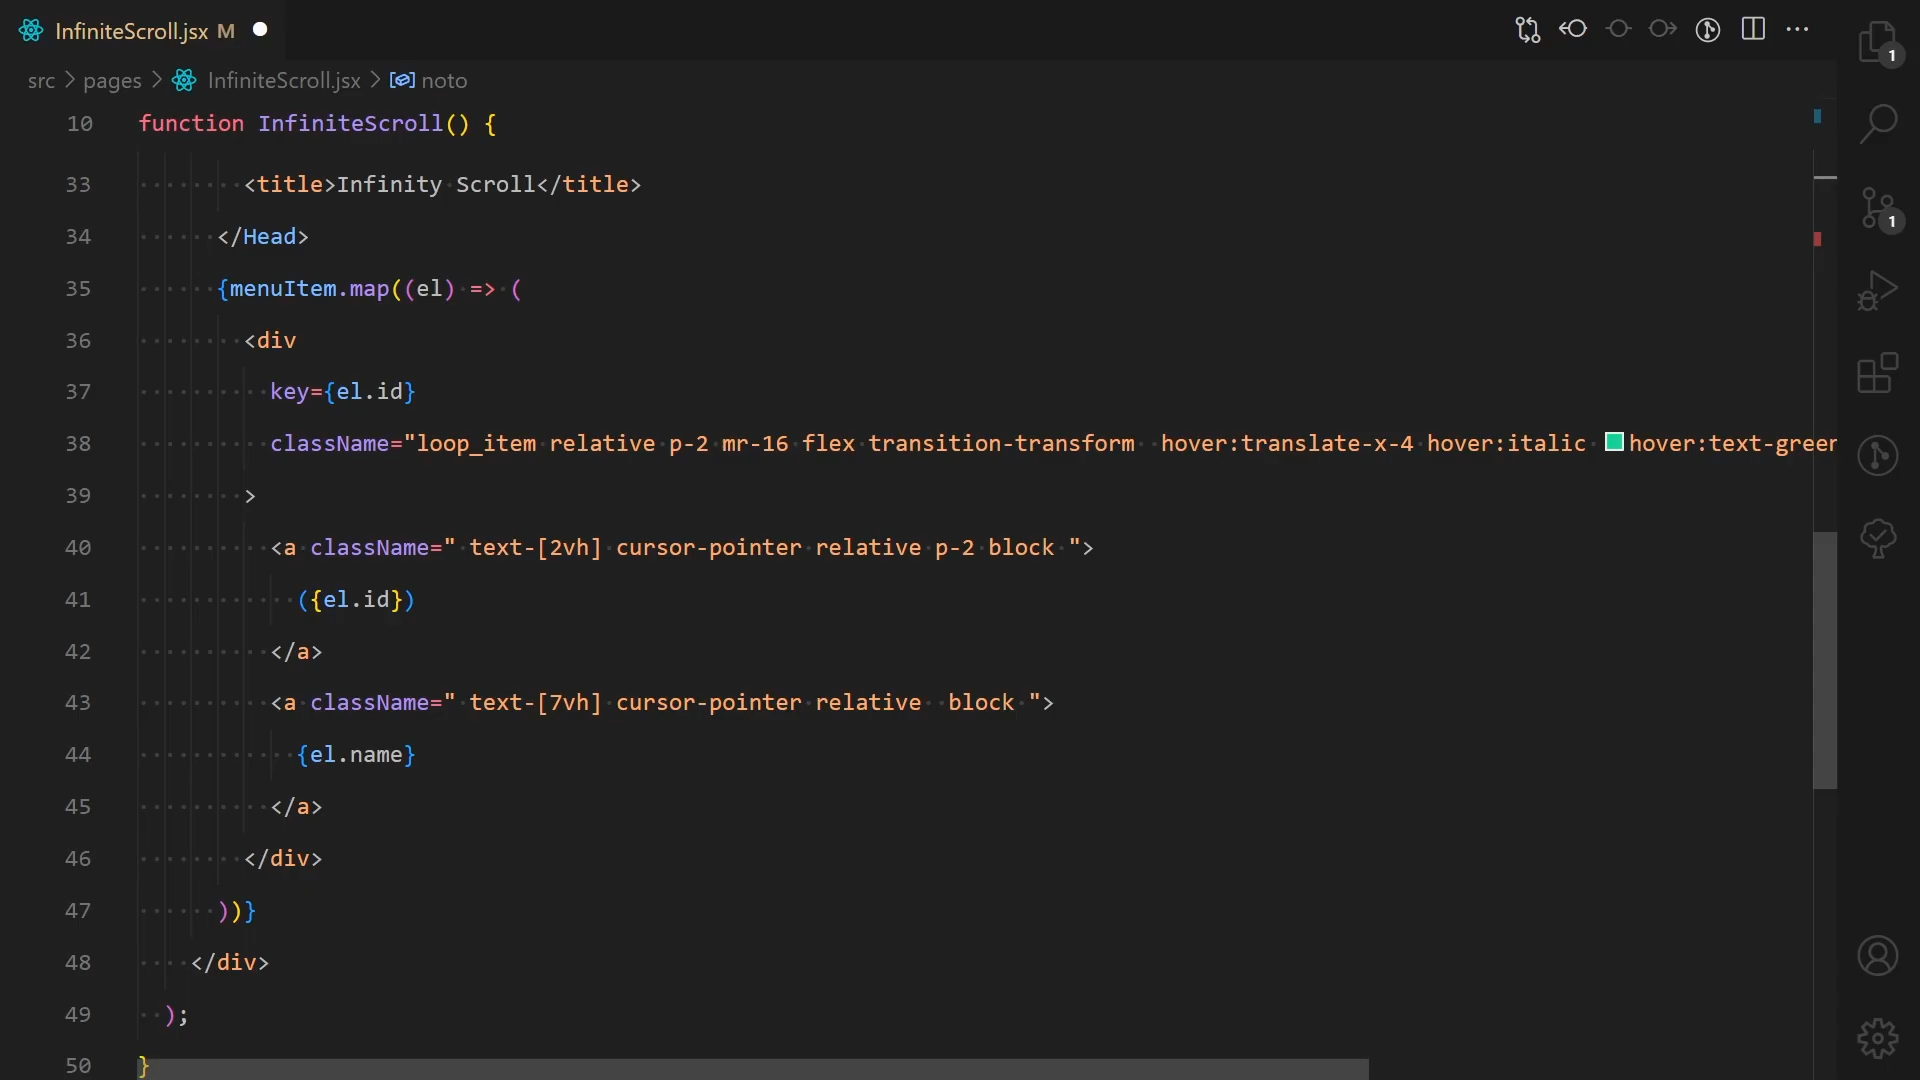 InfiniteScroll.jsx M
src > pages > InfiniteScroll.jsx > noto
10 function InfiniteScroll() {
33 <title>Infinity Scroll</title>
34 </Head>
35 {menuItem.map((el) => (
36 <div
37 key={el.id}
38 className="loop_item relative p-2 mr-16 flex transition-transform  hover:translate-x-4 hover:italic hover:text-green
39 >
40 <a className=" text-[2vh] cursor-pointer relative p-2 block ">
41 ({el.id})
42 </a>
43 <a className=" text-[7vh] cursor-pointer relative  block ">
44 {el.name}
45 </a>
46 </div>
47 ))}
48 </div>
49 );
50 }
1
1